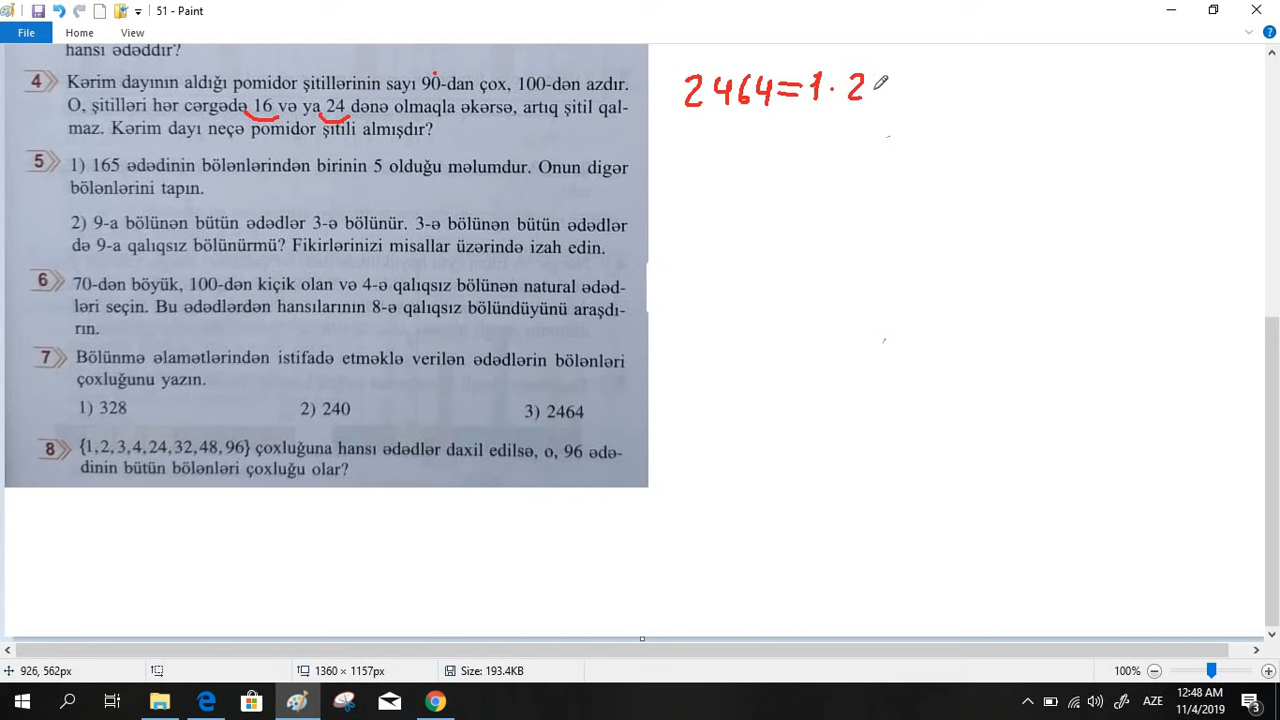 51 - Paint
File
Home
View
hansı ədəddir?
4 Kərim dayının aldığı pomidor şitillərinin sayı 90-dan çox, 100-dən azdır.
O, şitilləri hər cərgədə 16 və ya 24 dənə olmaqla əkərsə, artıq şitil qal-
maz. Kərim dayı neçə pomidor şitili almışdır?
5 1) 165 ədədinin bölənlərindən birinin 5 olduğu məlumdur. Onun digər
bölənlərini tapın.
2) 9-a bölünən bütün ədədlər 3-ə bölünür. 3-ə bölünən bütün ədədlər
də 9-a qalıqsız bölünürmü? Fikirlərinizi misallar üzərində izah edin.
6 70-dən böyük, 100-dən kiçik olan və 4-ə qalıqsız bölünən natural ədəd-
ləri seçin. Bu ədədlərdən hansılarının 8-ə qalıqsız bölündüyünü araşdı-
rın.
7 Bölünmə əlamətlərindən istifadə etməklə verilən ədədlərin bölənləri
çoxluğunu yazın.
1) 328 2) 240 3) 2464
8 {1,2,3,4,24,32,48,96} çoxluğuna hansı ədədlər daxil edilsə, o, 96 ədə-
dinin bütün bölənləri çoxluğu olar?
2464=1·2
926, 562px
1360 × 1157px
Size: 193.4KB
100%
AZE
12:48 AM
11/4/2019
3